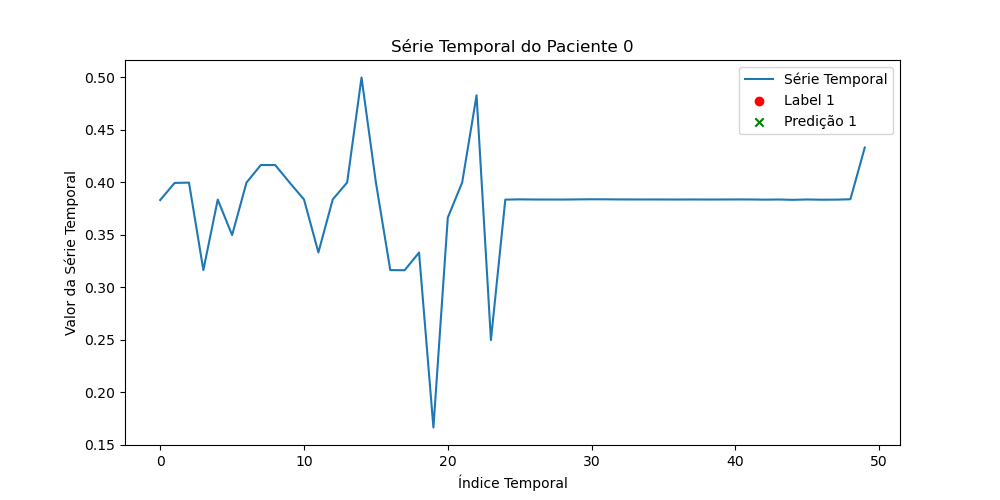 Série Temporal do Paciente 0
Série Temporal
Label 1
Predição 1
Valor da Série Temporal
0.50
0.45
0.40
0.35
0.30
0.25
0.20
0.15
0 10 20 30 40 50
Índice Temporal